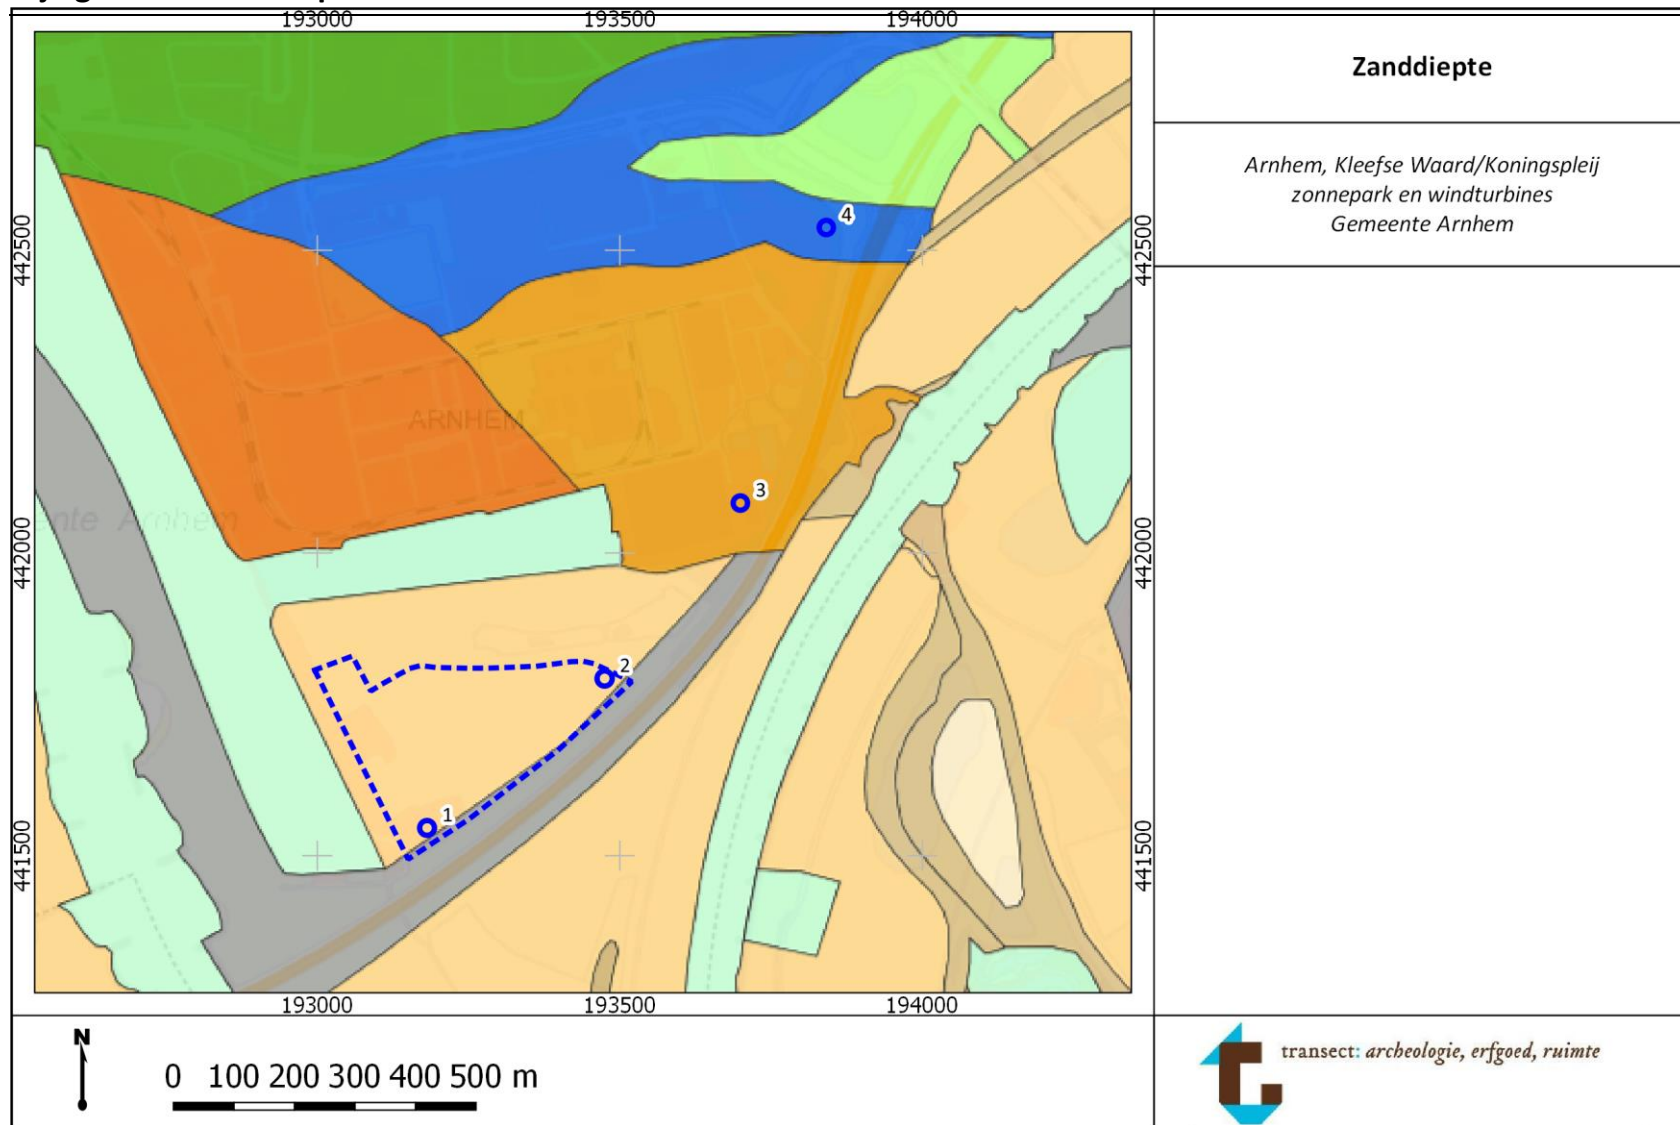 193000 193500 194000
Zanddiepte
Arnhem, Kleefse Waard/Koningspleij
zonnepark en windturbines
Gemeente Arnhem
442500
442500
4
ARNHEM
3
Arnhem
442000
442000
2
1
441500
441500
193000 193500 194000
N
0 100 200 300 400 500 m
transect: archeologie, erfgoed, ruimte